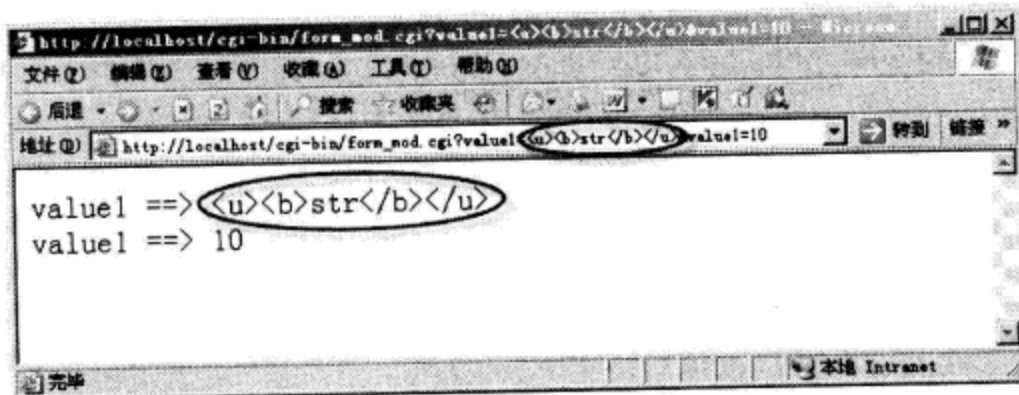 http://localhost/cgi-bin/form_mod.cgi?value1=<u><b>str</b></u>&value1=10 -
文件(F) 编辑(E) 查看(V) 收藏(A) 工具(T) 帮助(H)
后退 搜索 收藏夹
地址(D) http://localhost/cgi-bin/form_mod.cgi?value1=<u><b>str</b></u>&value1=10 转到 链接 »
value1 ==> <u><b>str</b></u>
value1 ==> 10
完毕 本地 Intranet